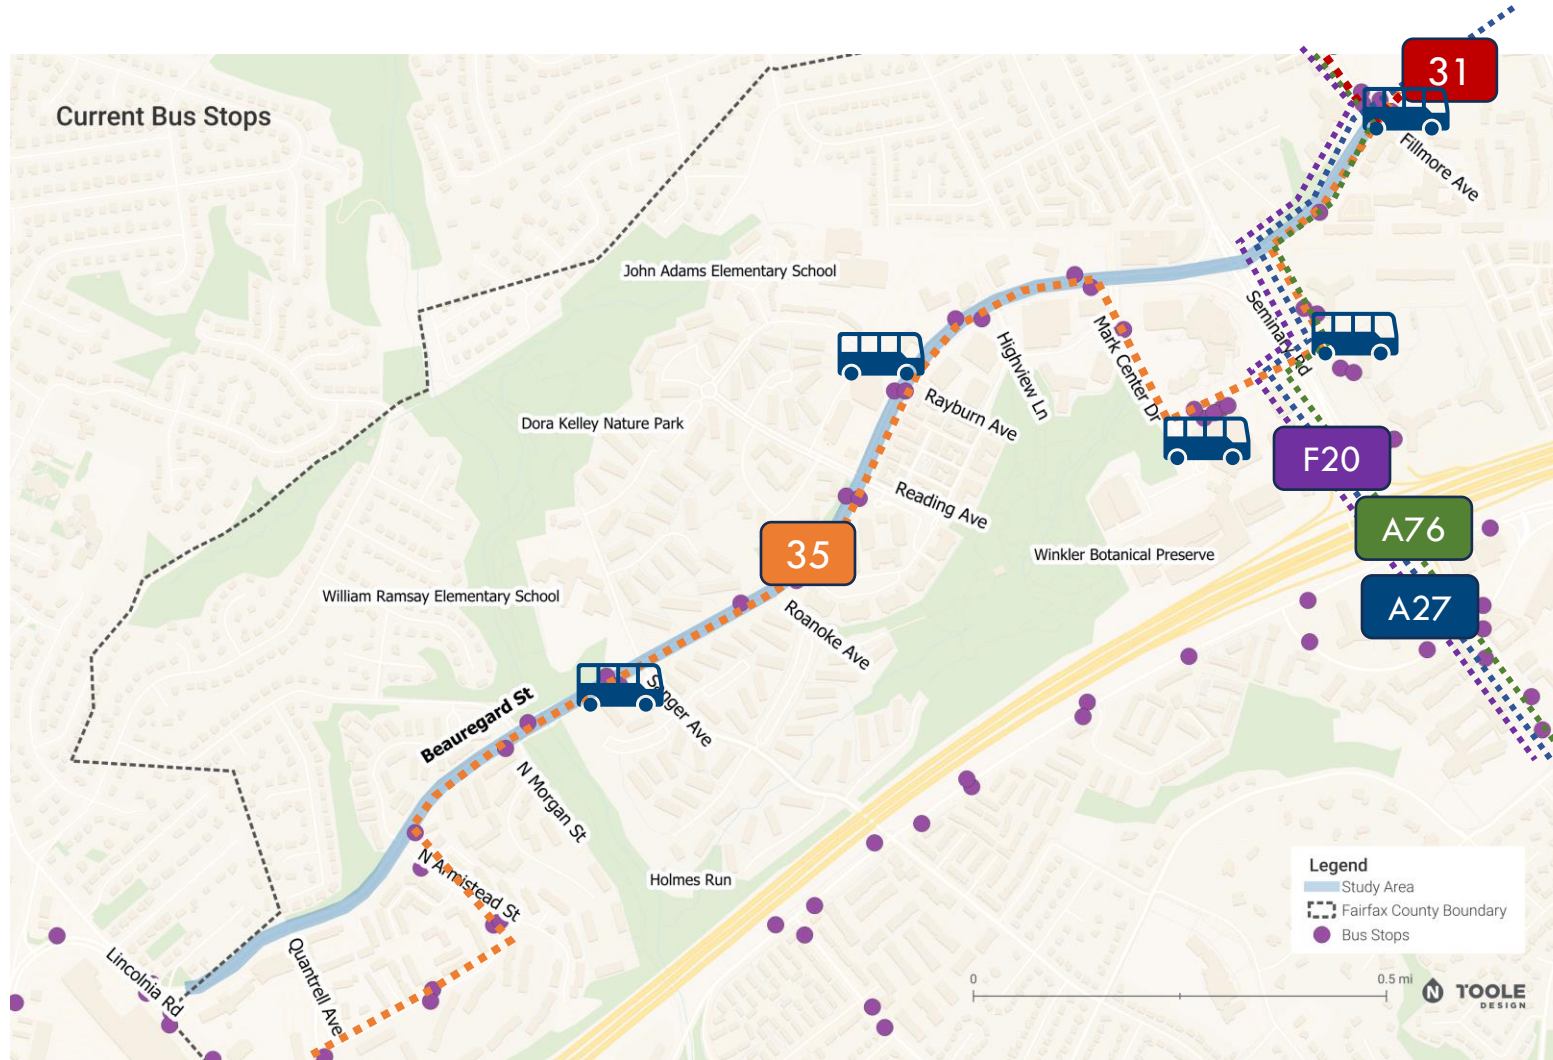 Current Bus Stops
31
Fillmore Ave
John Adams Elementary School
Seminary Rd
Mark Center Dr
Highview Ln
Rayburn Ave
Dora Kelley Nature Park
F20
Reading Ave
A76
35
Winkler Botanical Preserve
William Ramsay Elementary School
A27
Roanoke Ave
Sanger Ave
Beauregard St
N Morgan St
N Armistead St
Holmes Run
Quantrell Ave
Lincolnia Rd
Legend
Study Area
Fairfax County Boundary
Bus Stops
0
0.5 mi
N
TOOLE
DESIGN